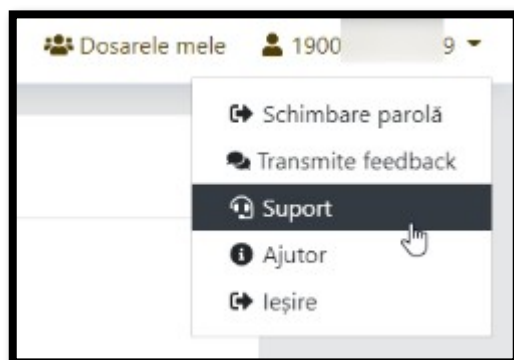 Dosarele mele 1900 9
Schimbare parolă
Transmite feedback
Suport
Ajutor
Ieșire